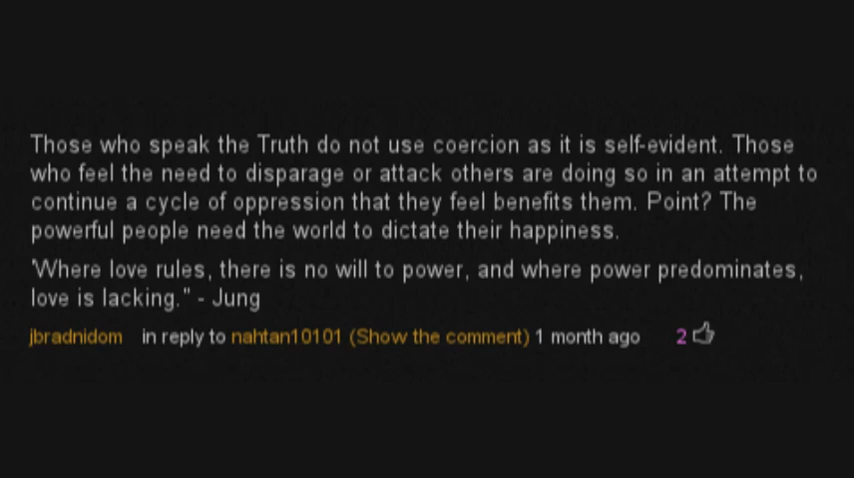 Those who speak the Truth do not use coercion as it is self-evident. Those
who feel the need to disparage or attack others are doing so in an attempt to
continue a cycle of oppression that they feel benefits them. Point? The
powerful people need the world to dictate their happiness.
'Where love rules, there is no will to power, and where power predominates,
love is lacking." - Jung
jbradnidom in reply to nahtan10101 (Show the comment) 1 month ago 2